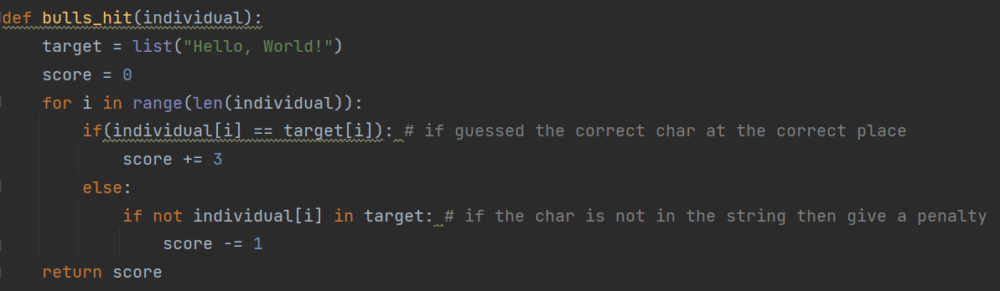 def bulls_hit(individual):
    target = list("Hello, World!")
    score = 0
    for i in range(len(individual)):
        if(individual[i] == target[i]): # if guessed the correct char at the correct place
            score += 3
        else:
            if not individual[i] in target: # if the char is not in the string then give a penalty
                score -= 1
    return score